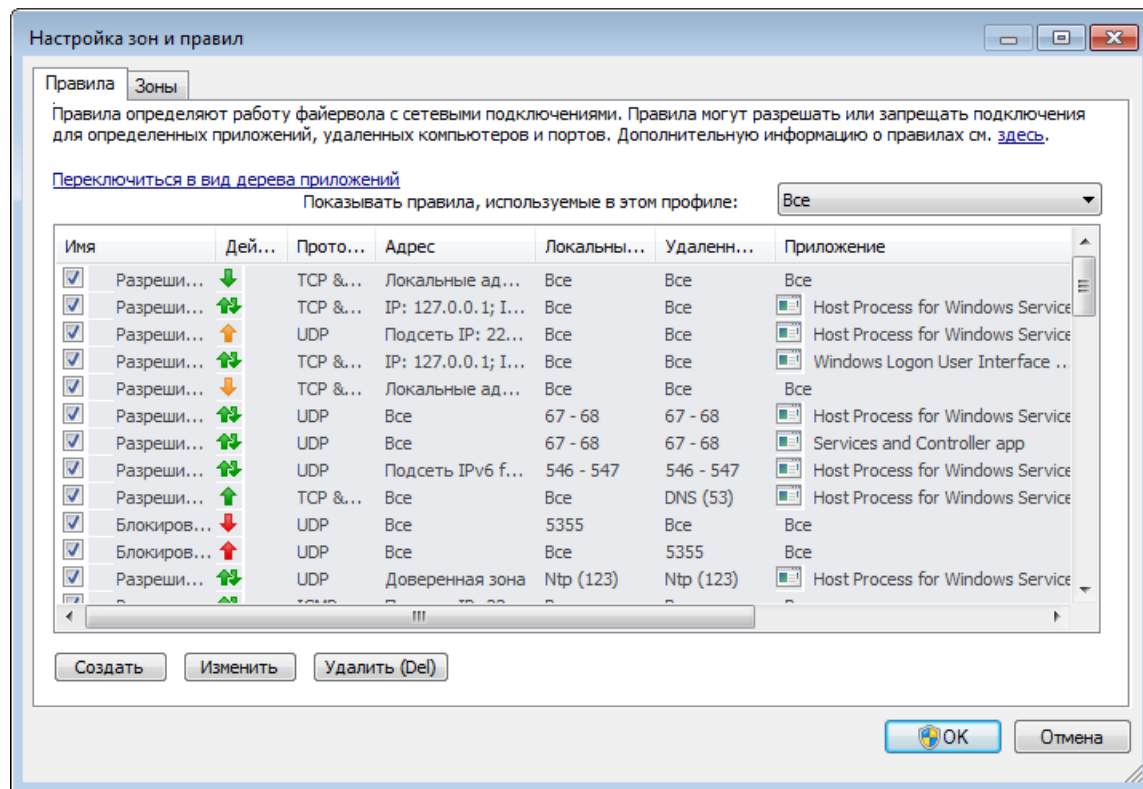 Настройка зон и правил
Правила Зоны
Правила определяют работу файервола с сетевыми подключениями. Правила могут разрешать или запрещать подключения
для определенных приложений, удаленных компьютеров и портов. Дополнительную информацию о правилах см. здесь.
Переключиться в вид дерева приложений
Показывать правила, используемые в этом профиле: Все
Имя Дей... Прото... Адрес Локальны... Удаленн... Приложение
Разреши... TCP &... Локальные ад... Все Все Все
Разреши... TCP &... IP: 127.0.0.1; I... Все Все Host Process for Windows Service
Разреши... UDP Подсеть IP: 22... Все Все Host Process for Windows Service
Разреши... TCP &... IP: 127.0.0.1; I... Все Все Windows Logon User Interface ...
Разреши... TCP &... Локальные ад... Все Все Все
Разреши... UDP Все 67 - 68 67 - 68 Host Process for Windows Service
Разреши... UDP Все 67 - 68 67 - 68 Services and Controller app
Разреши... UDP Подсеть IPv6 f... 546 - 547 546 - 547 Host Process for Windows Service
Разреши... TCP &... Все Все DNS (53) Host Process for Windows Service
Блокиров... UDP Все 5355 Все Все
Блокиров... UDP Все Все 5355 Все
Разреши... UDP Доверенная зона Ntp (123) Ntp (123) Host Process for Windows Service
Создать Изменить Удалить (Del)
OK Отмена